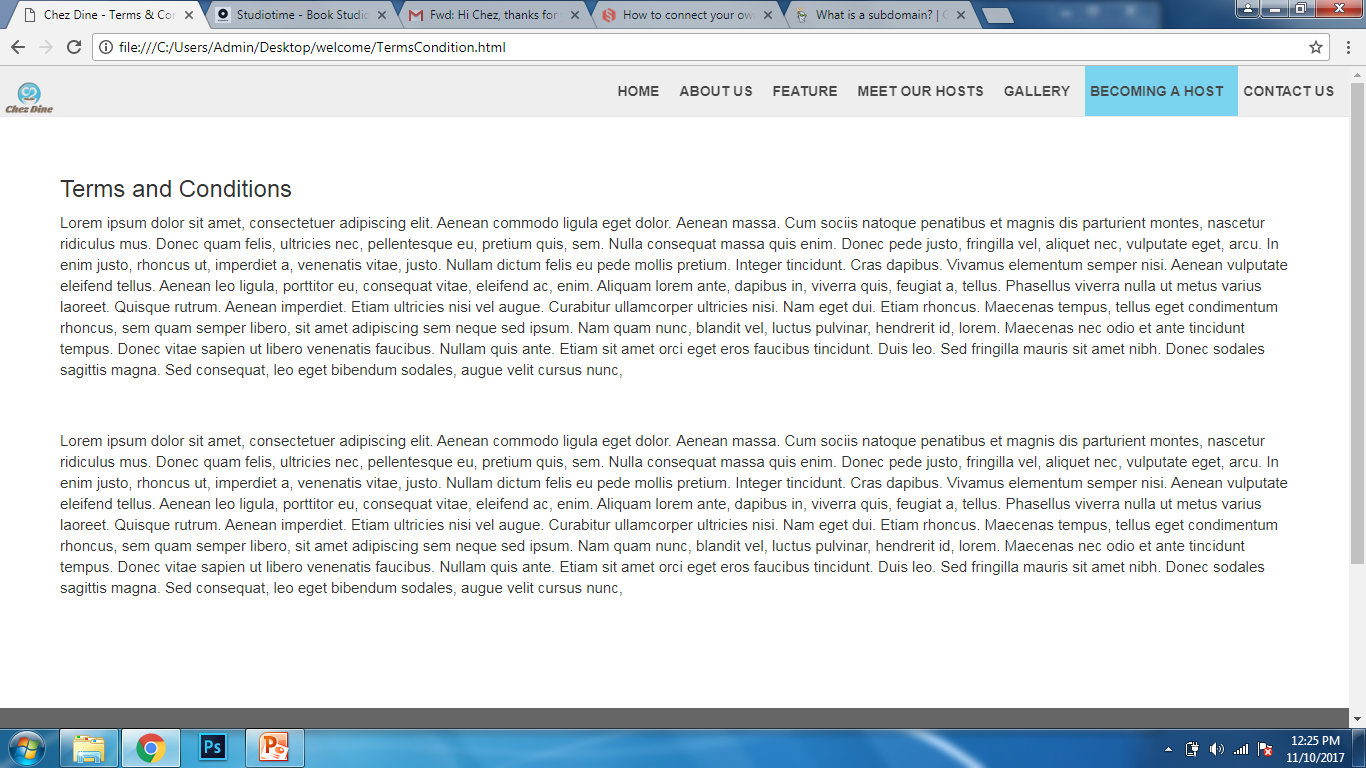 Chez Dine - Terms & Cor
Studiotime - Book Studio
Fwd: Hi Chez, thanks for
How to connect your ow
What is a subdomain? |
file:///C:/Users/Admin/Desktop/welcome/TermsCondition.html
Chez Dine
HOME ABOUT US FEATURE MEET OUR HOSTS GALLERY BECOMING A HOST CONTACT US
Terms and Conditions
Lorem ipsum dolor sit amet, consectetuer adipiscing elit. Aenean commodo ligula eget dolor. Aenean massa. Cum sociis natoque penatibus et magnis dis parturient montes, nascetur
ridiculus mus. Donec quam felis, ultricies nec, pellentesque eu, pretium quis, sem. Nulla consequat massa quis enim. Donec pede justo, fringilla vel, aliquet nec, vulputate eget, arcu. In
enim justo, rhoncus ut, imperdiet a, venenatis vitae, justo. Nullam dictum felis eu pede mollis pretium. Integer tincidunt. Cras dapibus. Vivamus elementum semper nisi. Aenean vulputate
eleifend tellus. Aenean leo ligula, porttitor eu, consequat vitae, eleifend ac, enim. Aliquam lorem ante, dapibus in, viverra quis, feugiat a, tellus. Phasellus viverra nulla ut metus varius
laoreet. Quisque rutrum. Aenean imperdiet. Etiam ultricies nisi vel augue. Curabitur ullamcorper ultricies nisi. Nam eget dui. Etiam rhoncus. Maecenas tempus, tellus eget condimentum
rhoncus, sem quam semper libero, sit amet adipiscing sem neque sed ipsum. Nam quam nunc, blandit vel, luctus pulvinar, hendrerit id, lorem. Maecenas nec odio et ante tincidunt
tempus. Donec vitae sapien ut libero venenatis faucibus. Nullam quis ante. Etiam sit amet orci eget eros faucibus tincidunt. Duis leo. Sed fringilla mauris sit amet nibh. Donec sodales
sagittis magna. Sed consequat, leo eget bibendum sodales, augue velit cursus nunc,
Lorem ipsum dolor sit amet, consectetuer adipiscing elit. Aenean commodo ligula eget dolor. Aenean massa. Cum sociis natoque penatibus et magnis dis parturient montes, nascetur
ridiculus mus. Donec quam felis, ultricies nec, pellentesque eu, pretium quis, sem. Nulla consequat massa quis enim. Donec pede justo, fringilla vel, aliquet nec, vulputate eget, arcu. In
enim justo, rhoncus ut, imperdiet a, venenatis vitae, justo. Nullam dictum felis eu pede mollis pretium. Integer tincidunt. Cras dapibus. Vivamus elementum semper nisi. Aenean vulputate
eleifend tellus. Aenean leo ligula, porttitor eu, consequat vitae, eleifend ac, enim. Aliquam lorem ante, dapibus in, viverra quis, feugiat a, tellus. Phasellus viverra nulla ut metus varius
laoreet. Quisque rutrum. Aenean imperdiet. Etiam ultricies nisi vel augue. Curabitur ullamcorper ultricies nisi. Nam eget dui. Etiam rhoncus. Maecenas tempus, tellus eget condimentum
rhoncus, sem quam semper libero, sit amet adipiscing sem neque sed ipsum. Nam quam nunc, blandit vel, luctus pulvinar, hendrerit id, lorem. Maecenas nec odio et ante tincidunt
tempus. Donec vitae sapien ut libero venenatis faucibus. Nullam quis ante. Etiam sit amet orci eget eros faucibus tincidunt. Duis leo. Sed fringilla mauris sit amet nibh. Donec sodales
sagittis magna. Sed consequat, leo eget bibendum sodales, augue velit cursus nunc,
Ps
12:25 PM
11/10/2017